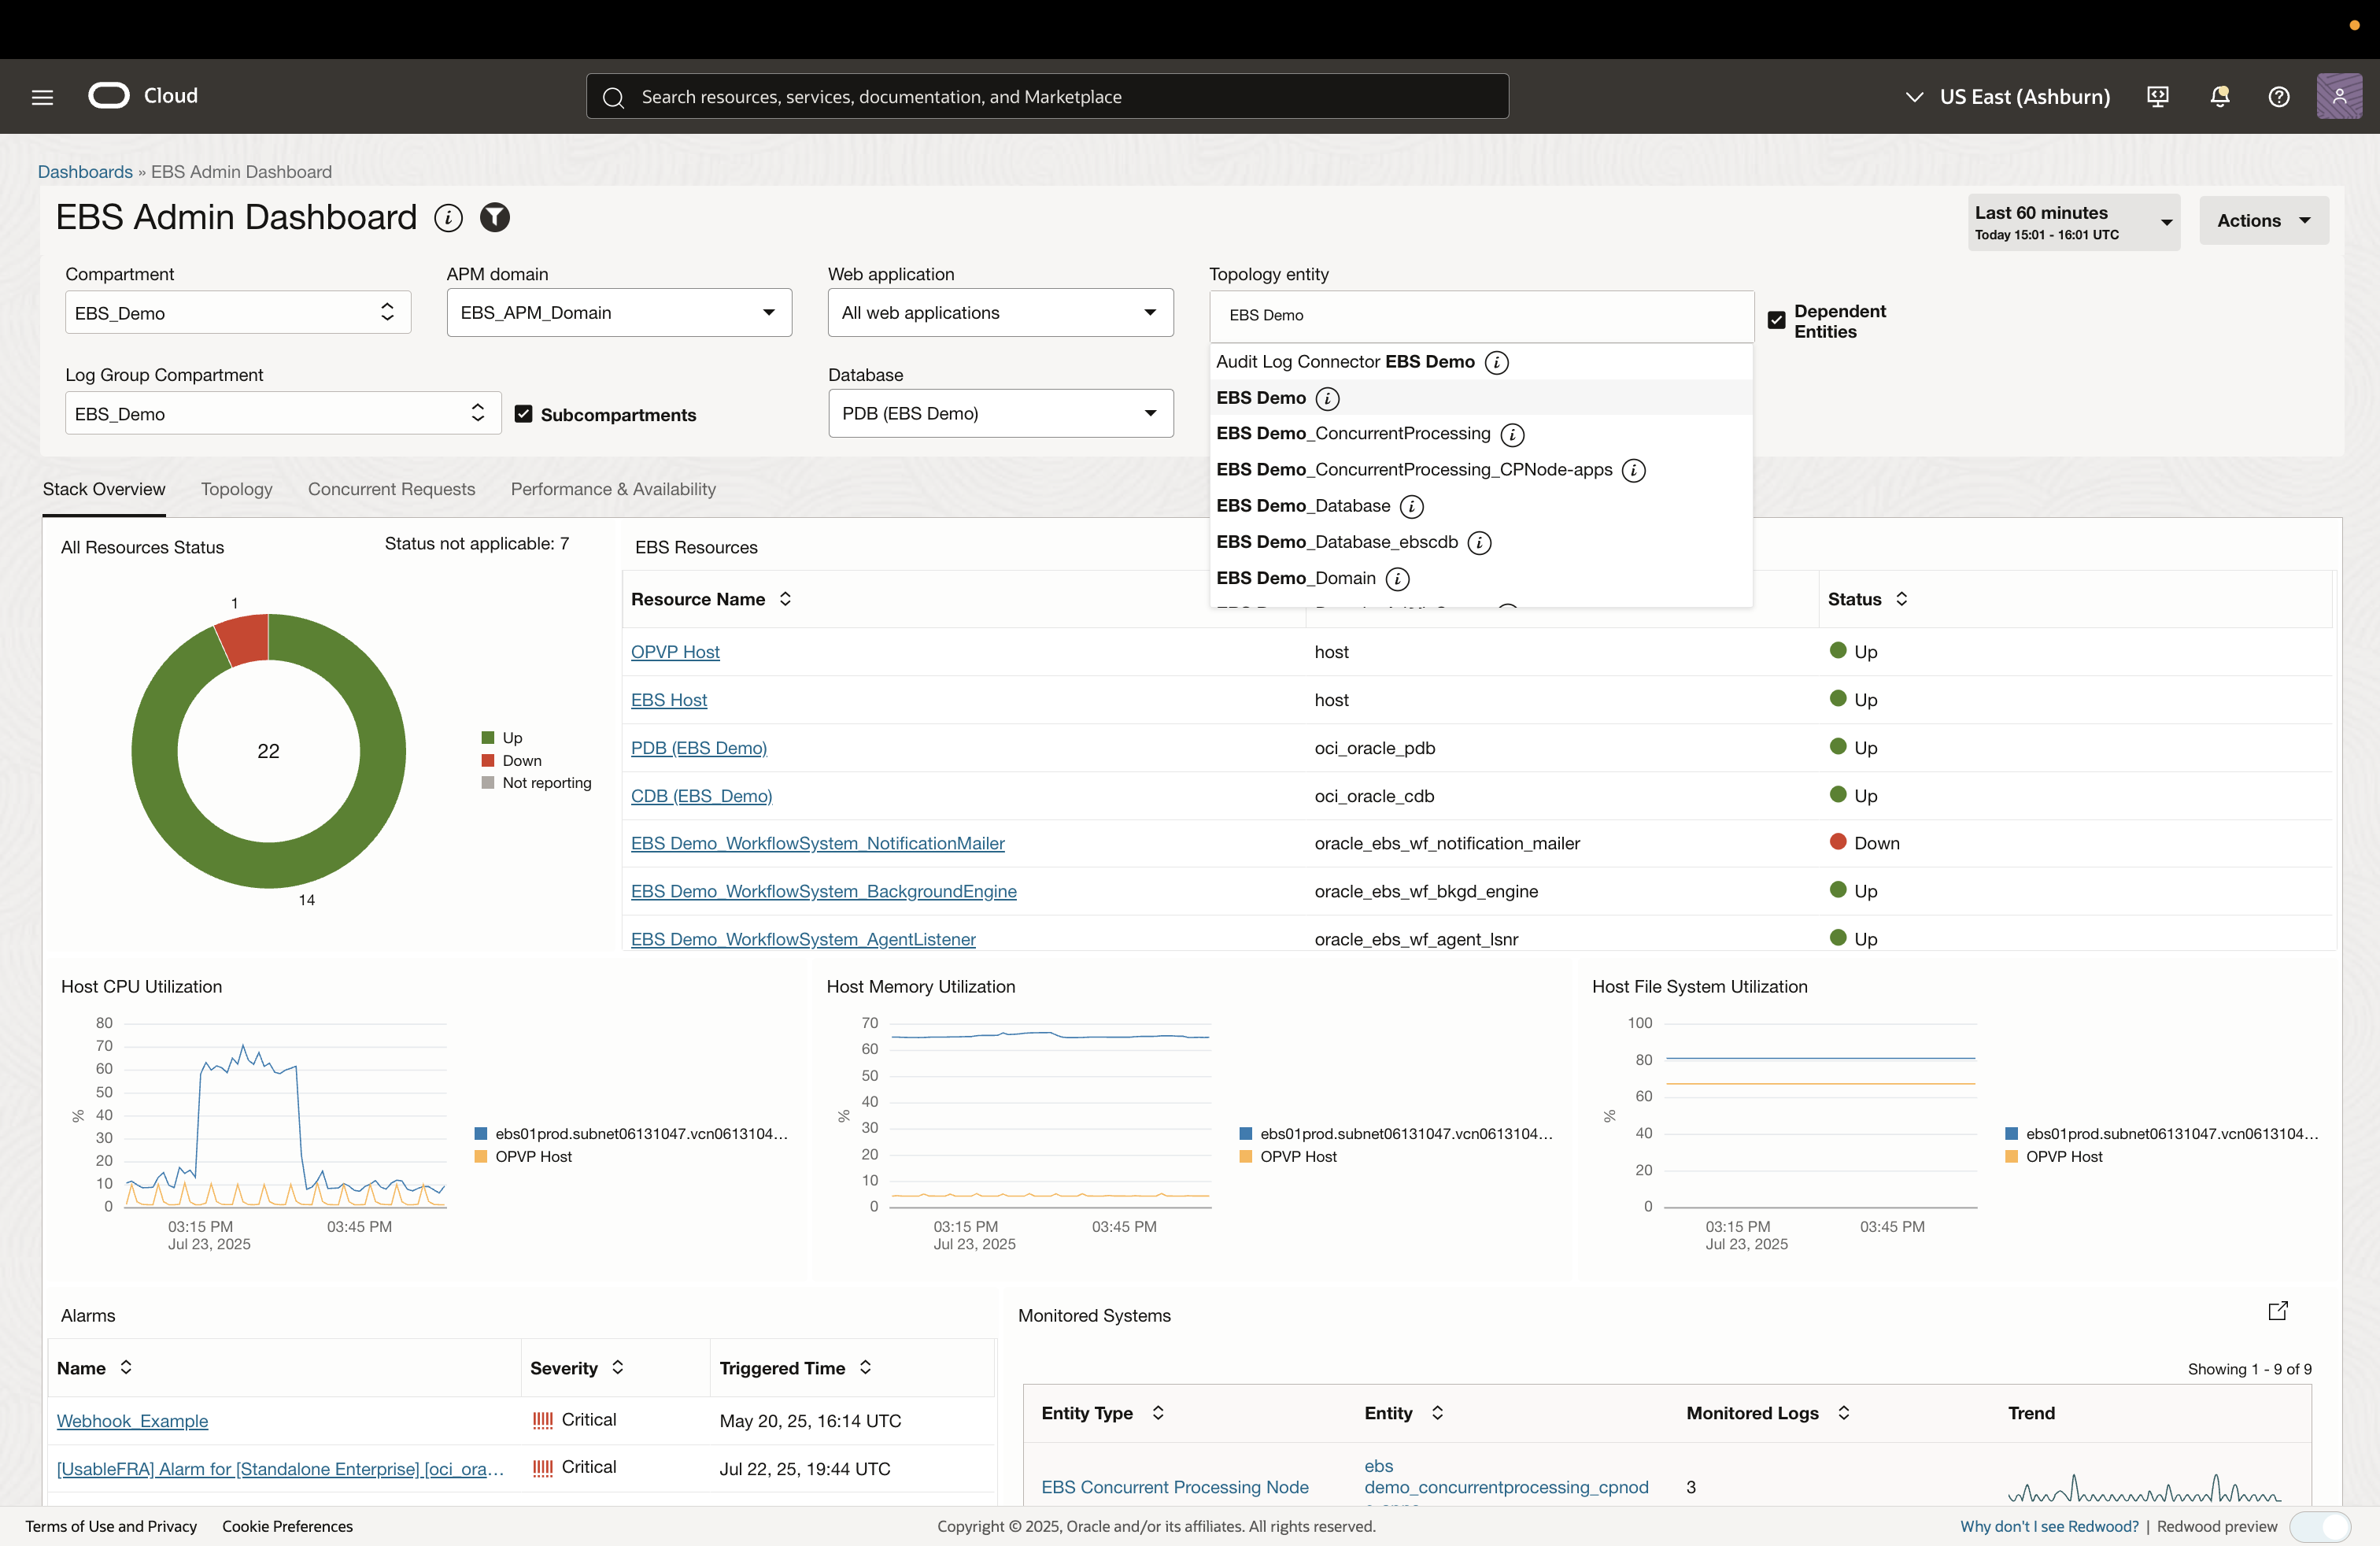 Cloud
Search resources, services, documentation, and Marketplace
US East (Ashburn)
Dashboards » EBS Admin Dashboard
EBS Admin Dashboard
Last 60 minutes
Today 15:01 - 16:01 UTC
Actions
Compartment
EBS_Demo
APM domain
EBS_APM_Domain
Web application
All web applications
Topology entity
EBS Demo
Dependent
Entities
Log Group Compartment
EBS_Demo
Subcompartments
Database
PDB (EBS Demo)
Audit Log Connector EBS Demo
EBS Demo
EBS Demo_ConcurrentProcessing
EBS Demo_ConcurrentProcessing_CPNode-apps
EBS Demo_Database
EBS Demo_Database_ebscdb
EBS Demo_Domain
Stack Overview
Topology
Concurrent Requests
Performance & Availability
All Resources Status
Status not applicable: 7
1
22
14
Up
Down
Not reporting
EBS Resources
Resource Name
Status
OPVP Host host Up
EBS Host host Up
PDB (EBS Demo) oci_oracle_pdb Up
CDB (EBS_Demo) oci_oracle_cdb Up
EBS Demo_WorkflowSystem_NotificationMailer oracle_ebs_wf_notification_mailer Down
EBS Demo_WorkflowSystem_BackgroundEngine oracle_ebs_wf_bkgd_engine Up
EBS Demo_WorkflowSystem_AgentListener oracle_ebs_wf_agent_lsnr Up
Host CPU Utilization
80
70
60
50
40
30
20
10
0
%
03:15 PM
Jul 23, 2025
03:45 PM
ebs01prod.subnet06131047.vcn0613104...
OPVP Host
Host Memory Utilization
70
60
50
40
30
20
10
0
%
03:15 PM
Jul 23, 2025
03:45 PM
ebs01prod.subnet06131047.vcn0613104...
OPVP Host
Host File System Utilization
100
80
60
40
20
0
%
03:15 PM
Jul 23, 2025
03:45 PM
ebs01prod.subnet06131047.vcn0613104...
OPVP Host
Alarms
Name Severity Triggered Time
Webhook_Example Critical May 20, 25, 16:14 UTC
[UsableFRA] Alarm for [Standalone Enterprise] [oci_ora... Critical Jul 22, 25, 19:44 UTC
Monitored Systems
Showing 1 - 9 of 9
Entity Type Entity Monitored Logs Trend
EBS Concurrent Processing Node
ebs
demo_concurrentprocessing_cpnod
3
Terms of Use and Privacy
Cookie Preferences
Copyright © 2025, Oracle and/or its affiliates. All rights reserved.
Why don't I see Redwood? | Redwood preview